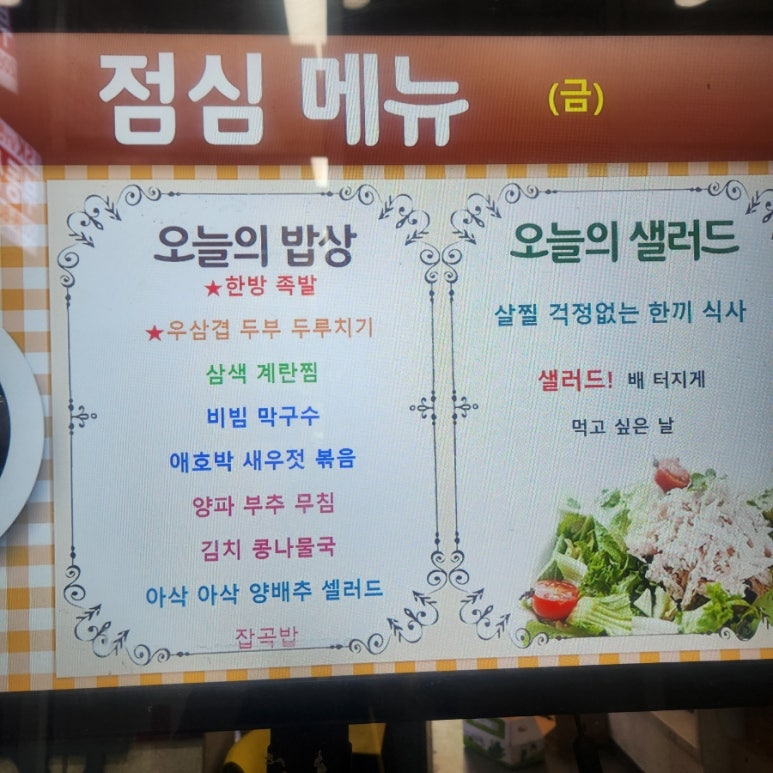 점심 메뉴 (금)
오늘의 밥상
★한방 족발
★우삼겹 두부 두루치기
삼색 계란찜
비빔 막구수
애호박 새우젓 볶음
양파 부추 무침
김치 콩나물국
아삭 아삭 양배추 셀러드
잡곡밥
오늘의 샐러드
살찔 걱정없는 한끼 식사
샐러드! 배 터지게
먹고 싶은 날